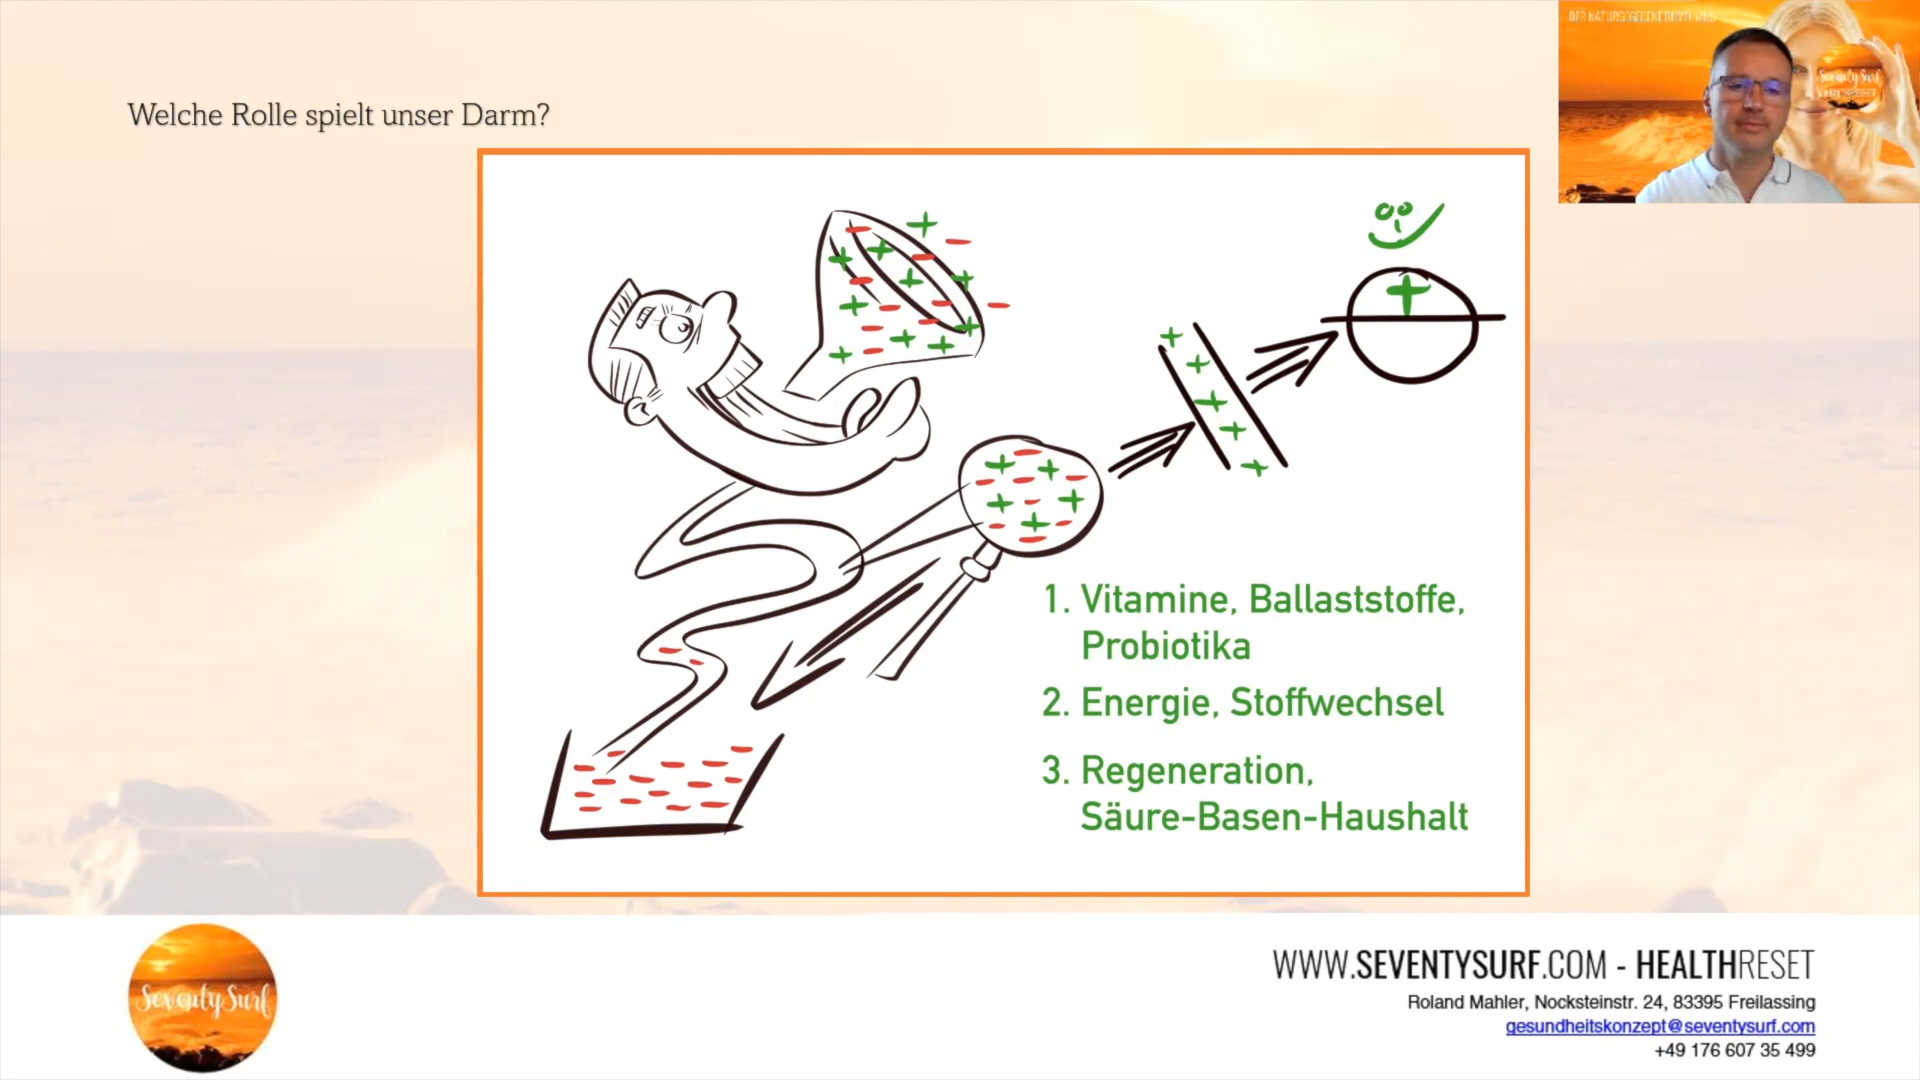 Welche Rolle spielt unser Darm?
1. Vitamine, Ballaststoffe,
Probiotika
2. Energie, Stoffwechsel
3. Regeneration,
Säure-Basen-Haushalt
SeventySurf
WWW.SEVENTYSURF.COM - HEALTHRESET
Roland Mahler, Nocksteinstr. 24, 83395 Freilassing
gesundheitskonzept@seventysurf.com
+49 176 607 35 499